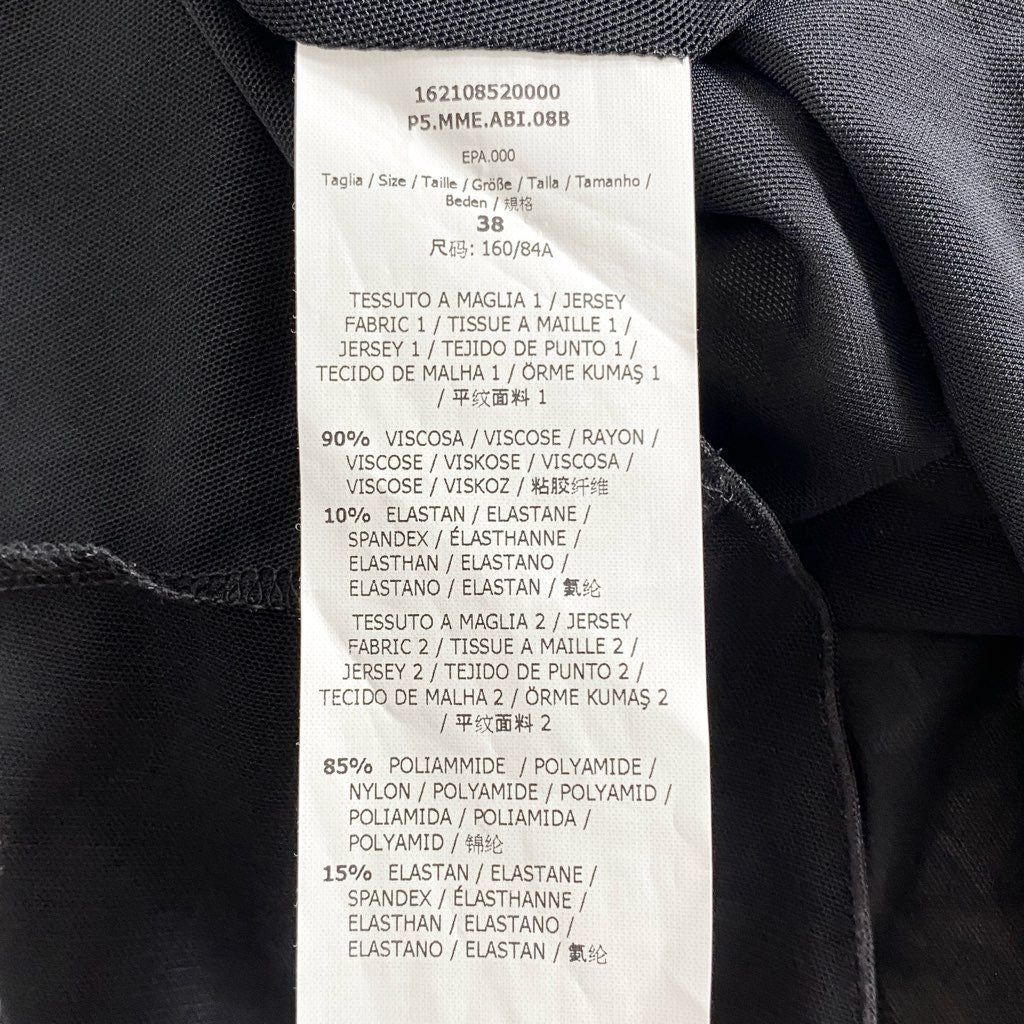 162108520000
P5.MME.ABI.08B
EPA.000
Taglia / Size / Taille / Größe / Talla / Tamanho /
Beden / 規格
38
尺码: 160/84A
TESSUTO A MAGLIA 1 / JERSEY
FABRIC 1 / TISSUE A MAILLE 1 /
JERSEY 1 / TEJIDO DE PUNTO 1 /
TECIDO DE MALHA 1 / ÖRME KUMAŞ 1
/ 平纹面料 1
90% VISCOSA / VISCOSE / RAYON /
VISCOSE / VISKOSE / VISCOSA /
VISCOSE / VISKOZ / 粘胶纤维
10% ELASTAN / ELASTANE /
SPANDEX / ÉLASTHANNE /
ELASTHAN / ELASTANO /
ELASTANO / ELASTAN / 氨纶
TESSUTO A MAGLIA 2 / JERSEY
FABRIC 2 / TISSUE A MAILLE 2 /
JERSEY 2 / TEJIDO DE PUNTO 2 /
TECIDO DE MALHA 2 / ÖRME KUMAŞ 2
/ 平纹面料 2
85% POLIAMMIDE / POLYAMIDE /
NYLON / POLYAMIDE / POLYAMID /
POLIAMIDA / POLIAMIDA /
POLYAMID / 锦纶
15% ELASTAN / ELASTANE /
SPANDEX / ÉLASTHANNE /
ELASTHAN / ELASTANO /
ELASTANO / ELASTAN / 氨纶